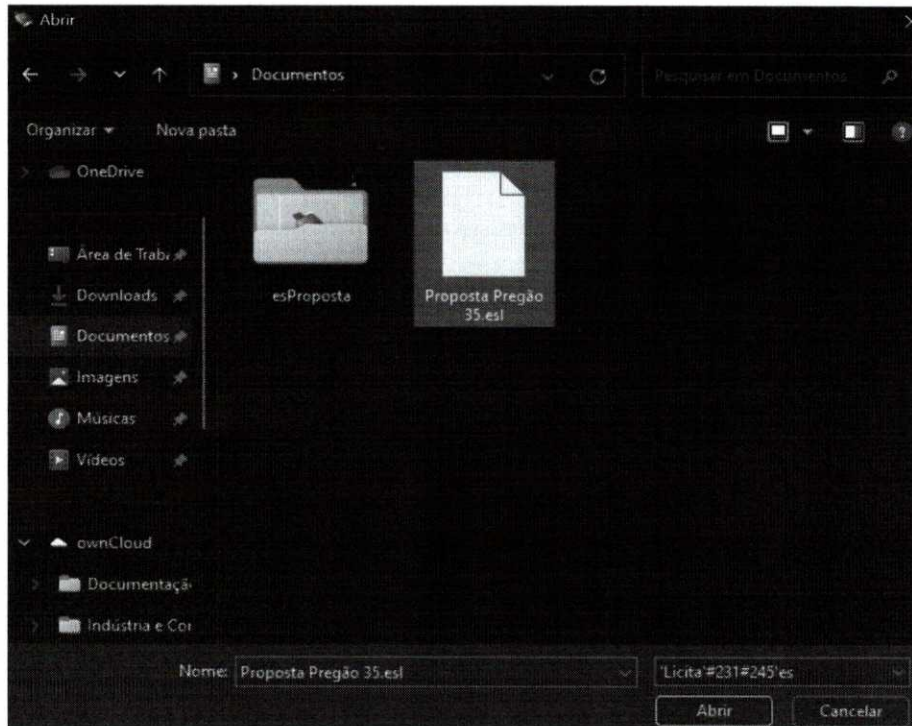 Abrir
Documentos
Pesquisar em Documentos
Organizar
Nova pasta
OneDrive
Área de Traba
Downloads
Documentos
Imagens
Músicas
Vídeos
ownCloud
Documentaçã
Indústria e Cor
esProposta
Proposta Pregão
35.esl
Nome:
Proposta Pregão 35.esl
'Licita'#231#245'es
Abrir
Cancelar